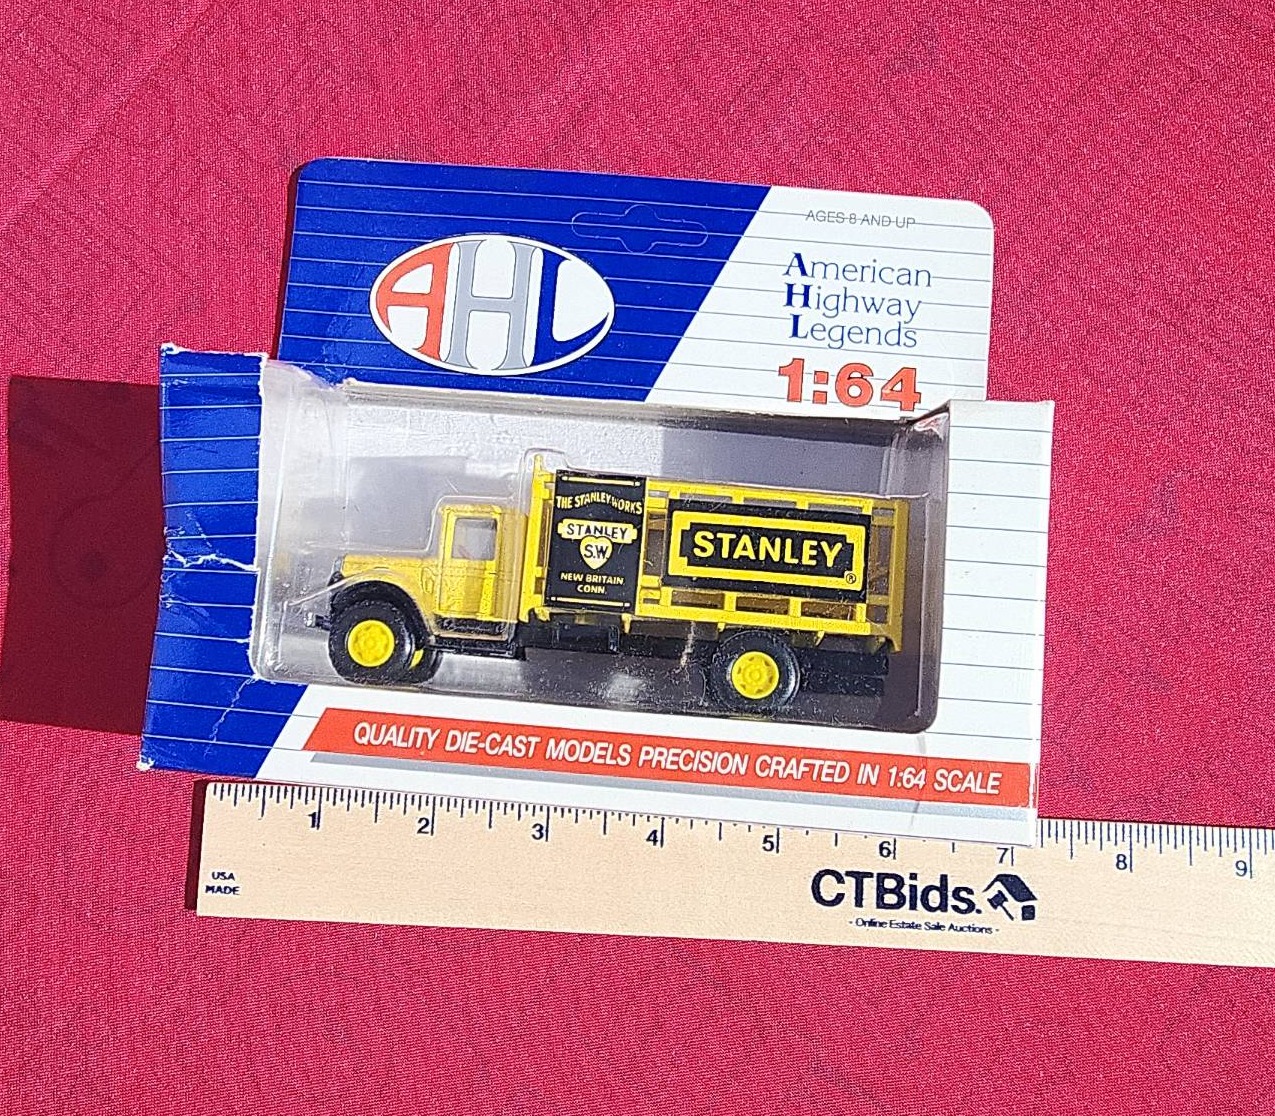 AGES 8 AND UP
AHL
American
Highway
Legends
1:64
THE STANLEY WORKS
STANLEY
S.W
NEW BRITAIN
CONN.
STANLEY
®
QUALITY DIE-CAST MODELS PRECISION CRAFTED IN 1:64 SCALE
1 2 3 4 5 6 7 8 9
USA
MADE
CTBids.
- Online Estate Sale Auctions -